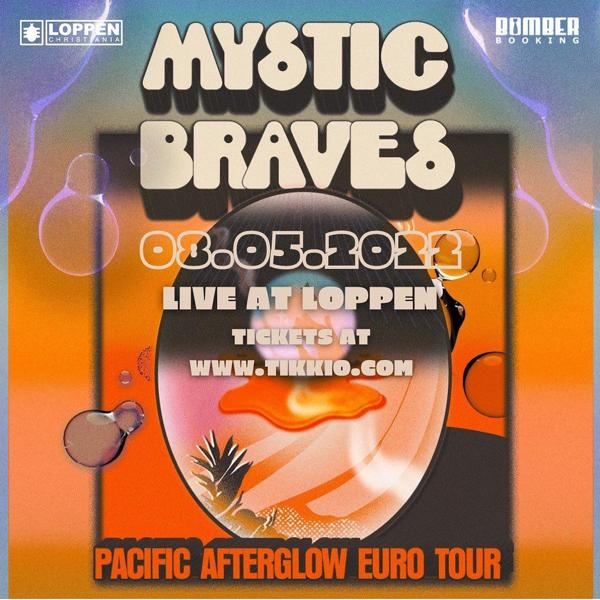 LOPPEN
CHRISTIANIA
BOMBER
BOOKING
MYSTIC
BRAVES
08.05.2022
LIVE AT LOPPEN
TICKETS AT
WWW.TIKKIO.COM
PACIFIC AFTERGLOW EURO TOUR